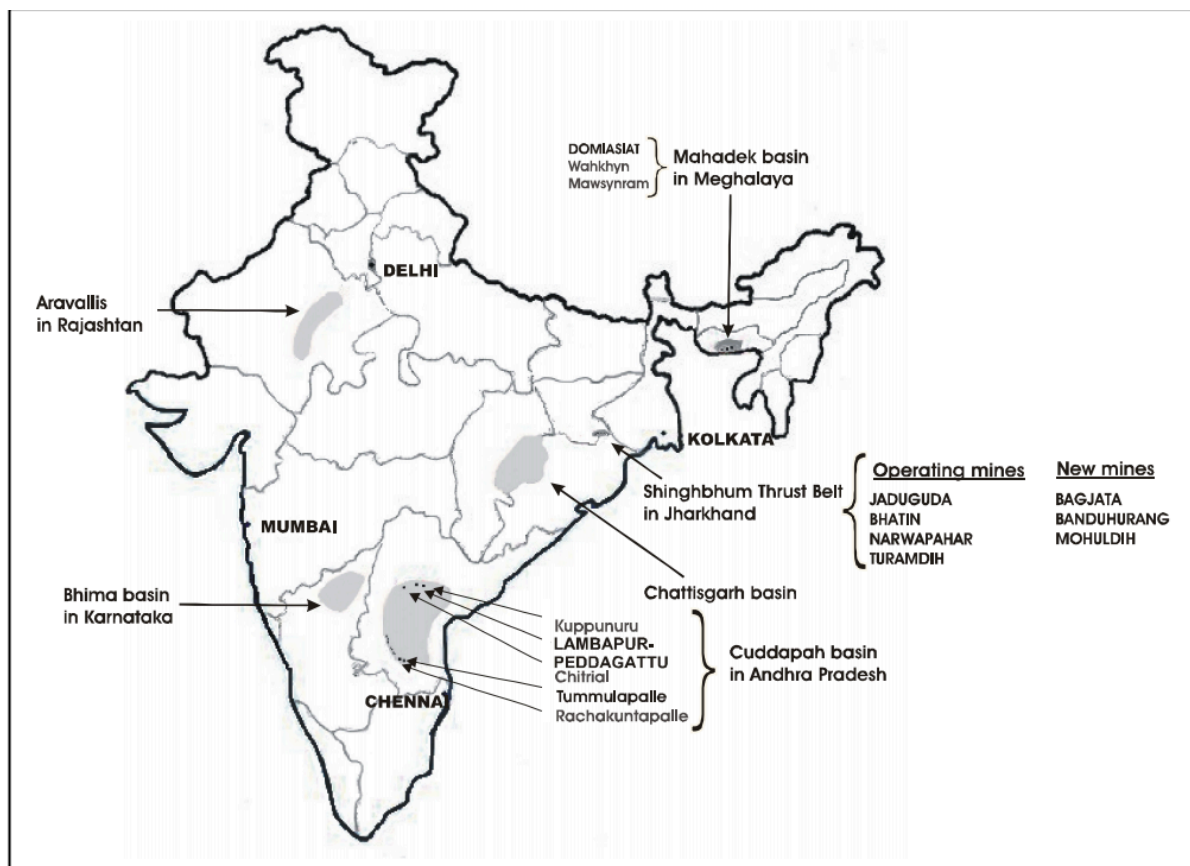 DOMIASIAT
Wahkhyn
Mawsynram
Mahadek basin
in Meghalaya
DELHI
Aravallis
in Rajashtan
KOLKATA
Shinghbhum Thrust Belt
in Jharkhand
Operating mines
JADUGUDA
BHATIN
NARWAPAHAR
TURAMDIH
New mines
BAGJATA
BANDUHURANG
MOHULDIH
MUMBAI
Chattisgarh basin
Bhima basin
in Karnataka
Kuppunuru
LAMBAPUR-
PEDDAGATTU
Chitrial
Tummulapalle
Rachakuntapalle
Cuddapah basin
in Andhra Pradesh
CHENNAI